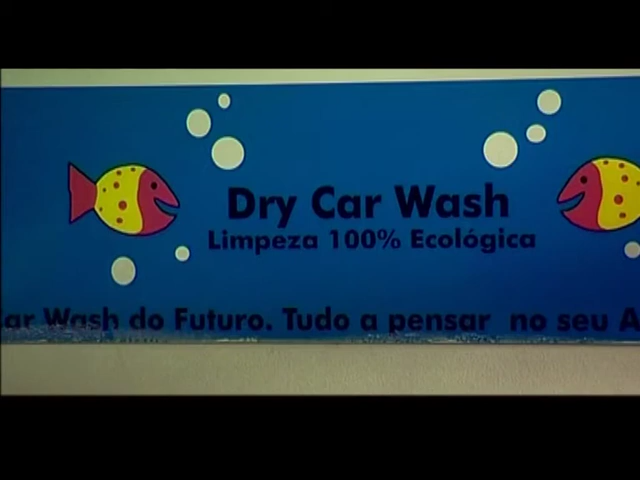 Dry Car Wash
Limpeza 100% Ecológica
ar Wash do Futuro. Tudo a pensar no seu A